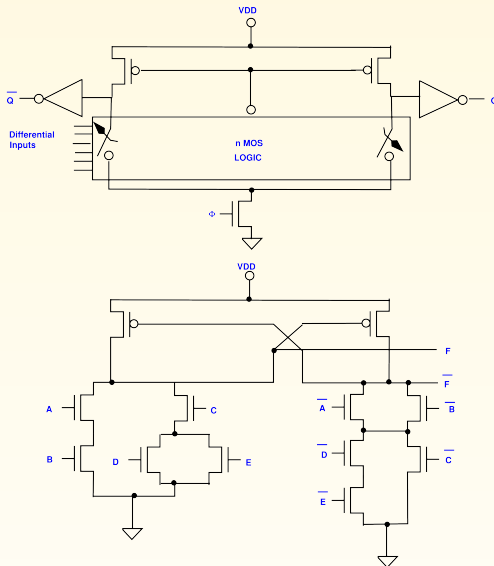 VDD
Q̅
Q
Differential
Inputs
n MOS
LOGIC
Φ
VDD
F
F̅
A
C
B
D
E
A̅
B̅
D̅
C̅
E̅